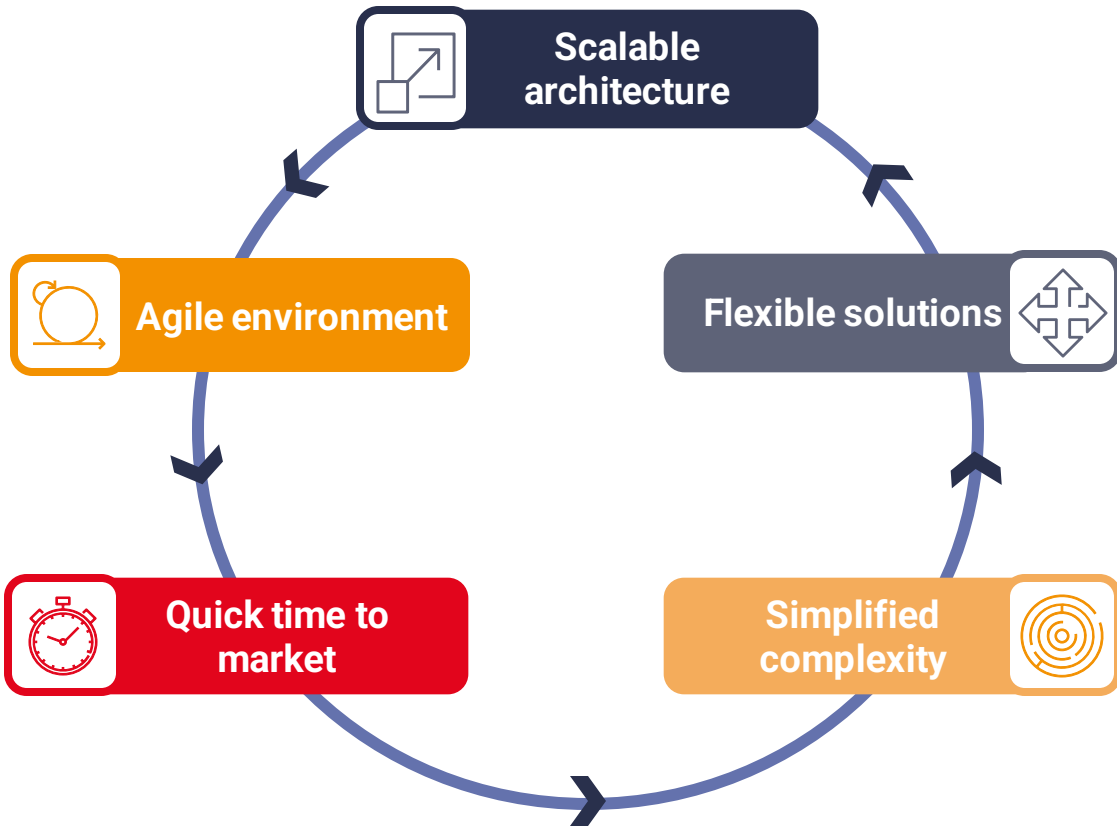 Scalable
architecture
Agile environment
Flexible solutions
Quick time to
market
Simplified
complexity